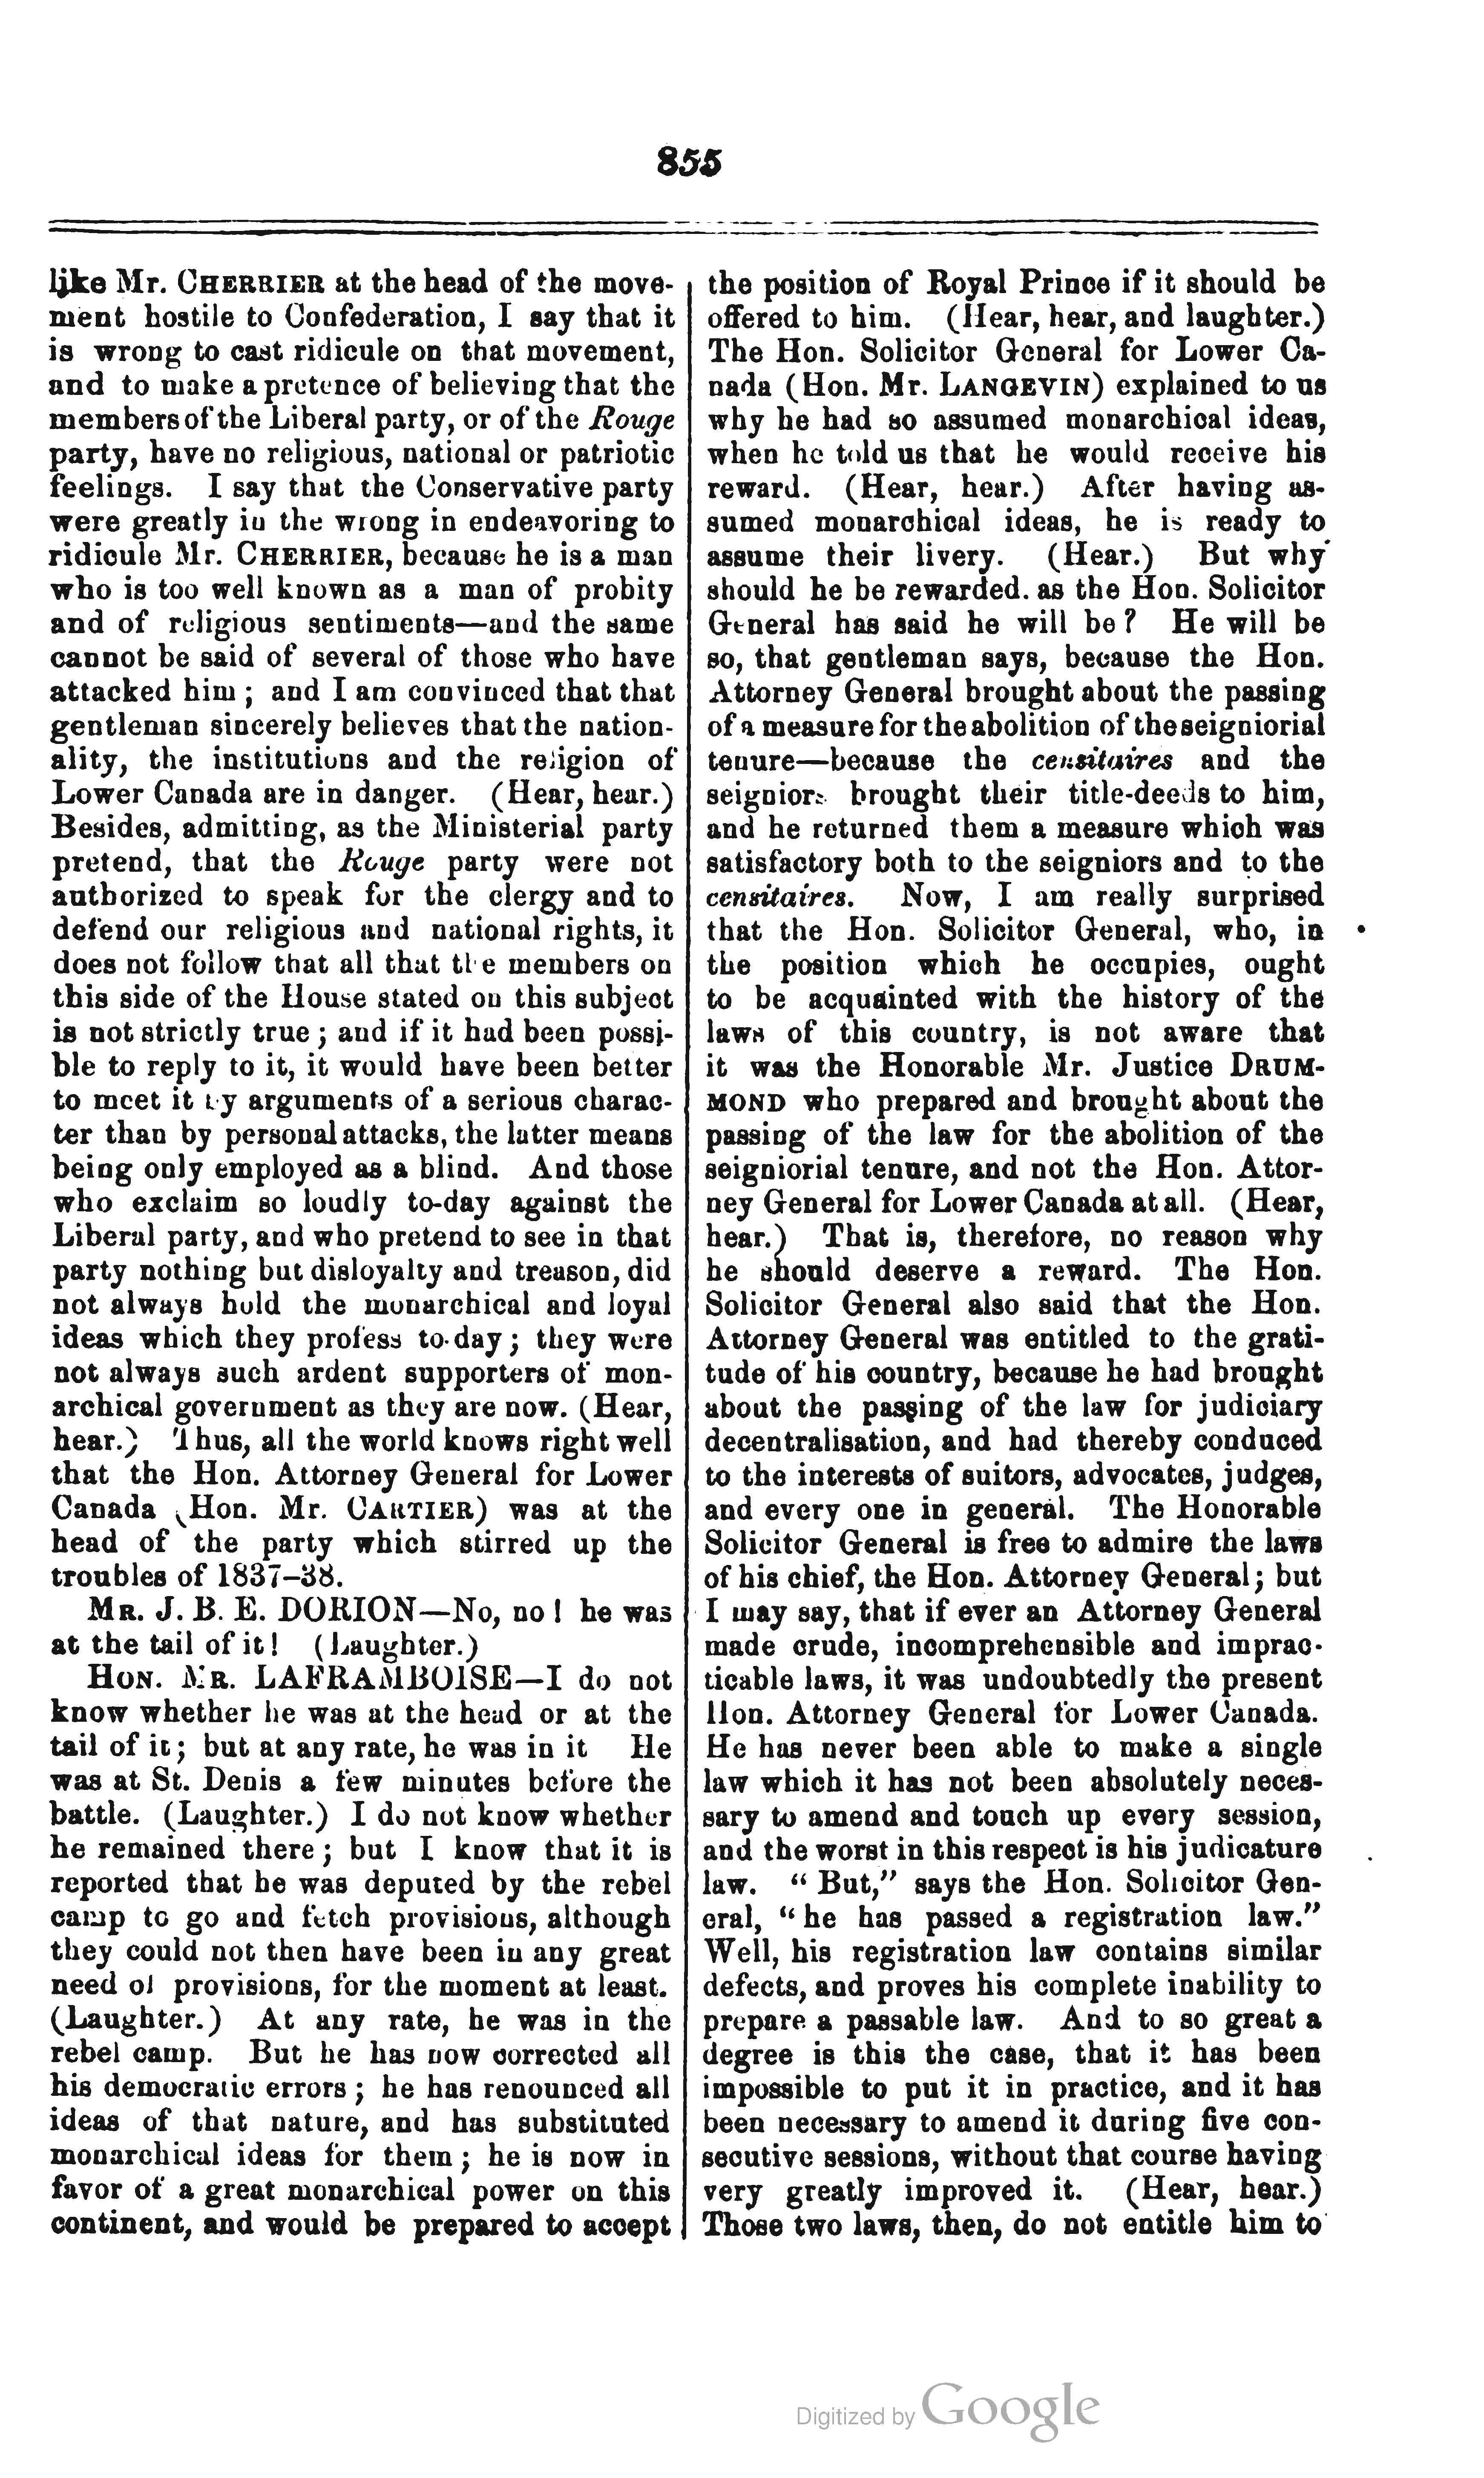 855
like Mr. CHERRIER at the head of the move-
ment hostile to Confederation, I say that it
is wrong to cast ridicule on that movement,
and to make a pretence of believing that the
members of the Liberal party, or of the Rouge
party, have no religious, national or patriotic
feelings. I say that the Conservative party
were greatly in the wrong in endeavoring to
ridicule Mr. CHERRIER, because he is a man
who is too well known as a man of probity
and of religious sentiments—and the same
cannot be said of several of those who have
attacked him ; and I am convinced that that
gentleman sincerely believes that the nation-
ality, the institutions and the religion of
Lower Canada are in danger. (Hear, hear.)
Besides, admitting, as the Ministerial party
pretend, that the Rouge party were not
authorized to speak for the clergy and to
defend our religious and national rights, it
does not follow that all that the members on
this side of the House stated on this subject
is not strictly true ; and if it had been possi-
ble to reply to it, it would have been better
to meet it by arguments of a serious charac-
ter than by personal attacks, the latter means
being only employed as a blind. And those
who exclaim so loudly to-day against the
Liberal party, and who pretend to see in that
party nothing but disloyalty and treason, did
not always hold the monarchical and loyal
ideas which they profess to-day ; they were
not always such ardent supporters of mon-
archical government as they are now. (Hear,
hear.) Thus, all the world knows right well
that the Hon. Attorney General for Lower
Canada (Hon. Mr. CARTIER) was at the
head of the party which stirred up the
troubles of 1837-38.
MR. J. B. E. DORION—No, no ! he was
at the tail of it ! (Laughter.)
HON. MR. LAFRAMBOISE—I do not
know whether he was at the head or at the
tail of it ; but at any rate, he was in it He
was at St. Denis a few minutes before the
battle. (Laughter.) I do not know whether
he remained there ; but I know that it is
reported that he was deputed by the rebel
camp to go and fetch provisions, although
they could not then have been in any great
need of provisions, for the moment at least.
(Laughter.) At any rate, he was in the
rebel camp. But he has now corrected all
his democratic errors ; he has renounced all
ideas of that nature, and has substituted
monarchical ideas for them ; he is now in
favor of a great monarchical power on this
continent, and would be prepared to accept
the position of Royal Prince if it should be
offered to him. (Hear, hear, and laughter.)
The Hon. Solicitor General for Lower Ca-
nada (Hon. Mr. LANGEVIN) explained to us
why he had so assumed monarchical ideas,
when he told us that he would receive his
reward. (Hear, hear.) After having as-
sumed monarchical ideas, he is ready to
assume their livery. (Hear.) But why
should he be rewarded. as the Hon. Solicitor
General has said he will be ? He will be
so, that gentleman says, because the Hon.
Attorney General brought about the passing
of a measure for the abolition of the seigniorial
tenure—because the censitaires and the
seigniors brought their title-deeds to him,
and he returned them a measure which was
satisfactory both to the seigniors and to the
censitaires. Now, I am really surprised
that the Hon. Solicitor General, who, in
the position which he occupies, ought
to be acquainted with the history of the
laws of this country, is not aware that
it was the Honorable Mr. Justice DRUM-
MOND who prepared and brought about the
passing of the law for the abolition of the
seigniorial tenure, and not the Hon. Attor-
ney General for Lower Canada at all. (Hear,
hear.) That is, therefore, no reason why
he should deserve a reward. The Hon.
Solicitor General also said that the Hon.
Attorney General was entitled to the grati-
tude of his country, because he had brought
about the passing of the law for judiciary
decentralisation, and had thereby conduced
to the interests of suitors, advocates, judges,
and every one in general. The Honorable
Solicitor General is free to admire the laws
of his chief, the Hon. Attorney General ; but
I may say, that if ever an Attorney General
made crude, incomprehensible and imprac-
ticable laws, it was undoubtedly the present
Hon. Attorney General for Lower Canada.
He has never been able to make a single
law which it has not been absolutely neces-
sary to amend and touch up every session,
and the worst in this respect is his judicature
law. " But," says the Hon. Solicitor Gen-
eral, " he has passed a registration law."
Well, his registration law contains similar
defects, and proves his complete inability to
prepare a passable law. And to so great a
degree is this the case, that it has been
impossible to put it in practice, and it has
been necessary to amend it during five con-
secutive sessions, without that course having
very greatly improved it. (Hear, hear.)
Those two laws, then, do not entitle him to
Digitized by Google